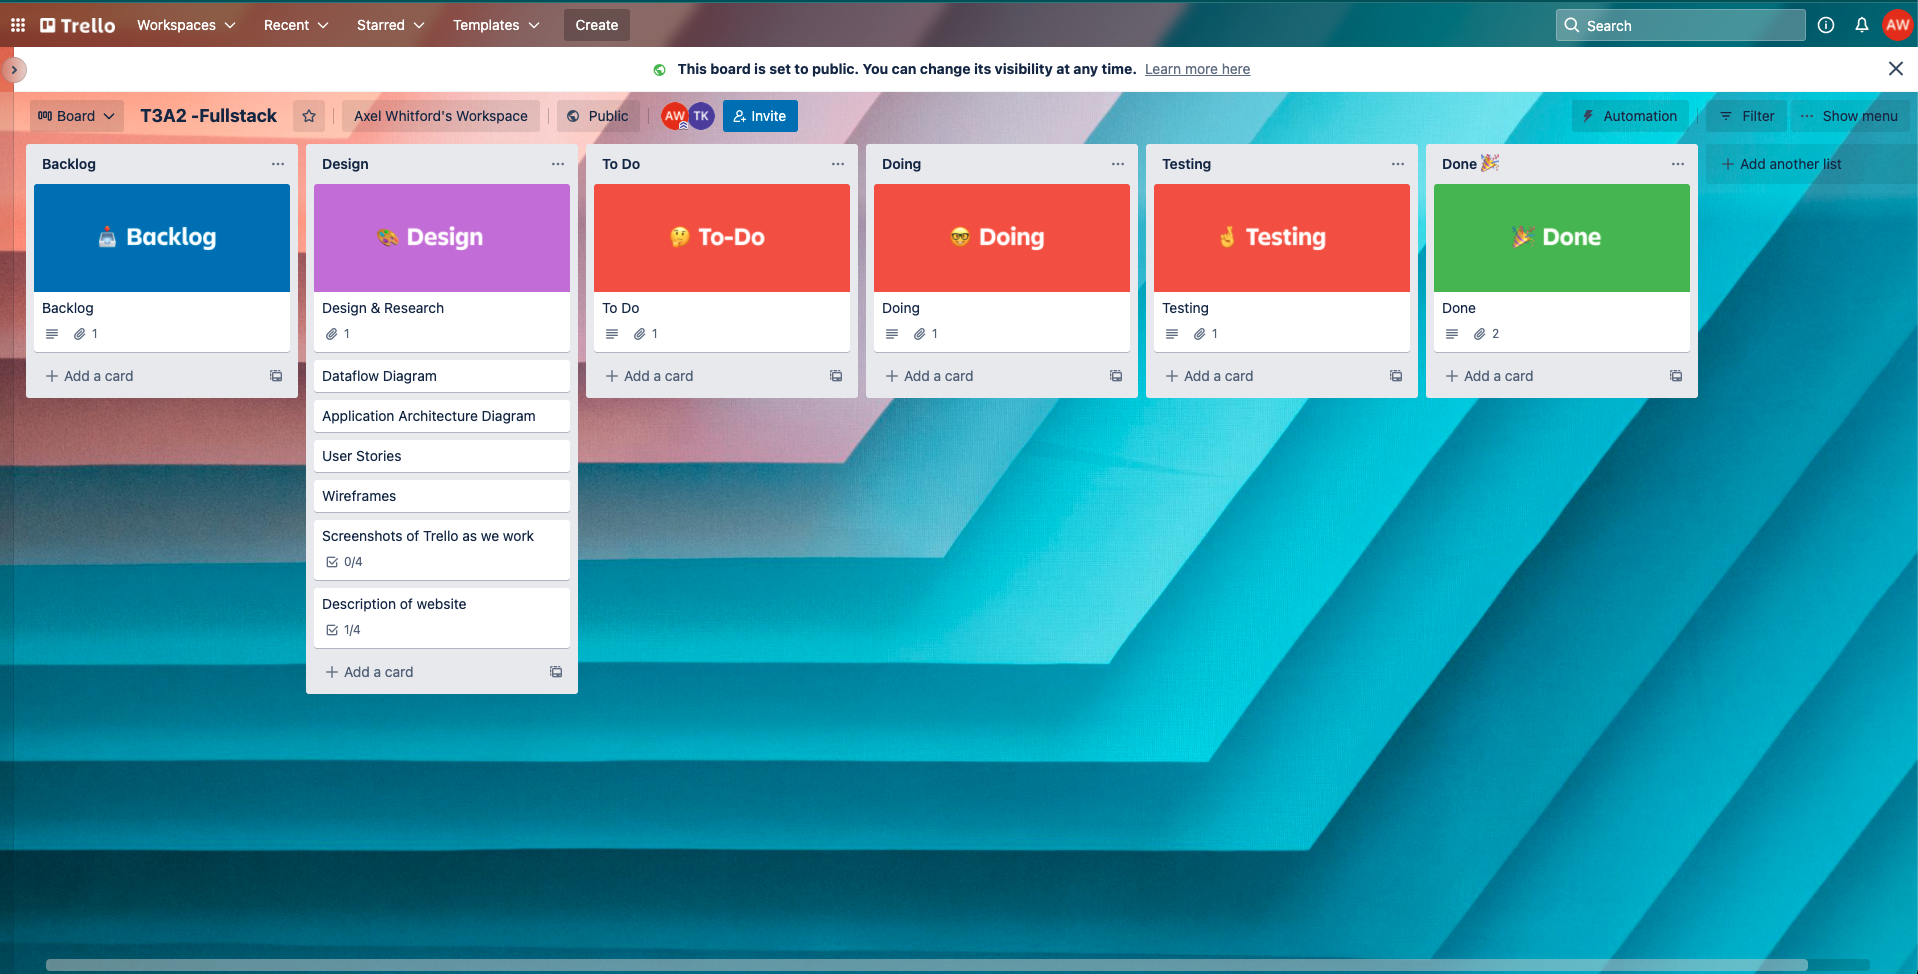 Trello Workspaces Recent Starred Templates Create Search AW
This board is set to public. You can change its visibility at any time. Learn more here
Board T3A2 -Fullstack Axel Whitford's Workspace Public AW TK Invite Automation Filter Show menu
Backlog
Backlog
Backlog
1
Add a card
Design
Design
Design & Research
1
Dataflow Diagram
Application Architecture Diagram
User Stories
Wireframes
Screenshots of Trello as we work
0/4
Description of website
1/4
Add a card
To Do
To-Do
To Do
1
Add a card
Doing
Doing
Doing
1
Add a card
Testing
Testing
Testing
1
Add a card
Done 🎉
Done
Done
2
Add a card
Add another list